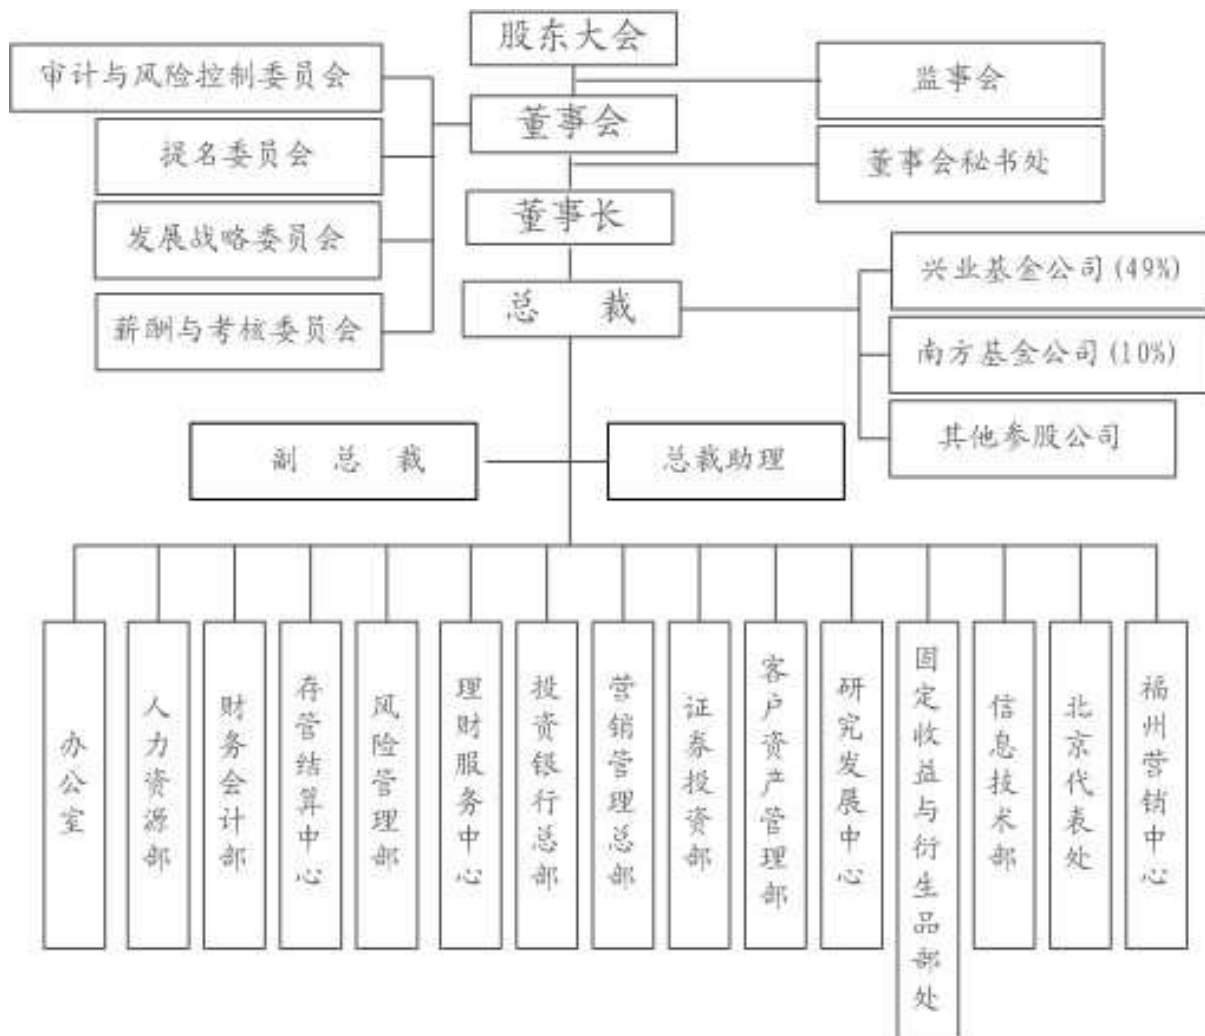 股东大会
审计与风险控制委员会
监事会
董事会
提名委员会
董事会秘书处
董事长
发展战略委员会
兴业基金公司(49%)
总 裁
薪酬与考核委员会
南方基金公司(10%)
其他参股公司
副 总 裁
总裁助理
办公室
人力资源部
财务会计部
存管结算中心
风险管理部
理财服务中心
投资银行总部
营销管理总部
证券投资部
客户资产管理部
研究发展中心
固定收益与衍生品部处
信息技术部
北京代表处
福州营销中心